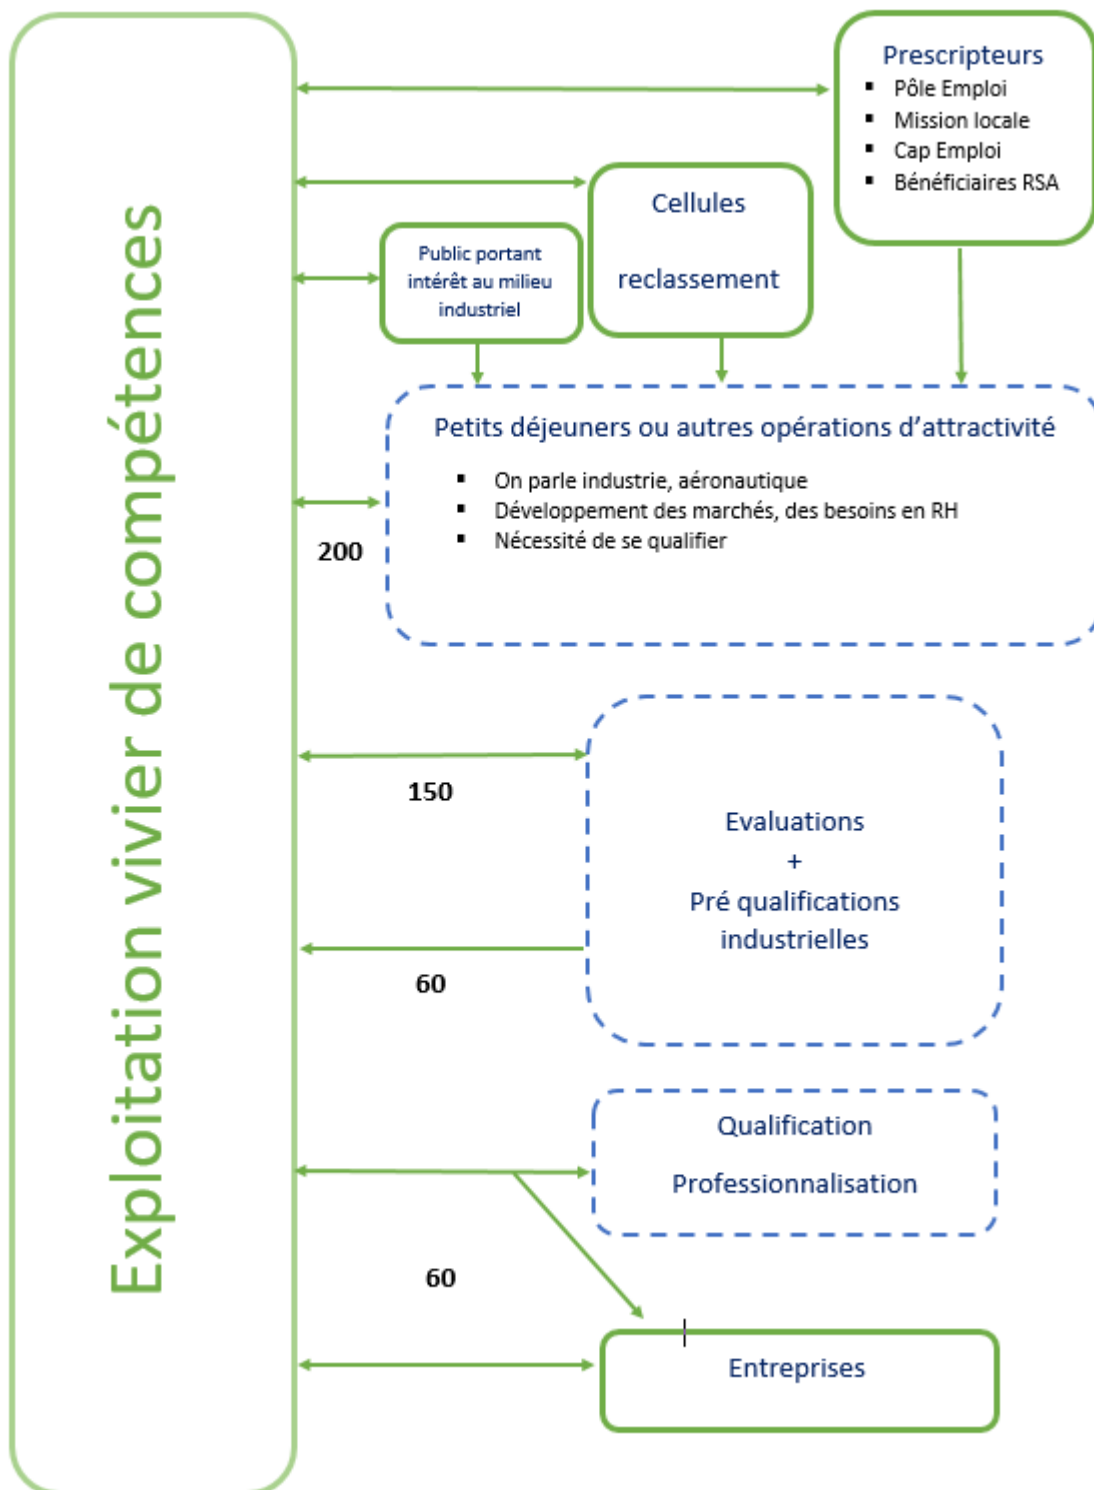 Exploitation vivier de compétences
Prescripteurs
▪ Pôle Emploi
▪ Mission locale
▪ Cap Emploi
▪ Bénéficiaires RSA
Cellules
reclassement
Public portant
intérêt au milieu
industriel
Petits déjeuners ou autres opérations d’attractivité
▪ On parle industrie, aéronautique
▪ Développement des marchés, des besoins en RH
▪ Nécessité de se qualifier
200
150
Evaluations
+
Pré qualifications
industrielles
60
Qualification
Professionnalisation
60
Entreprises